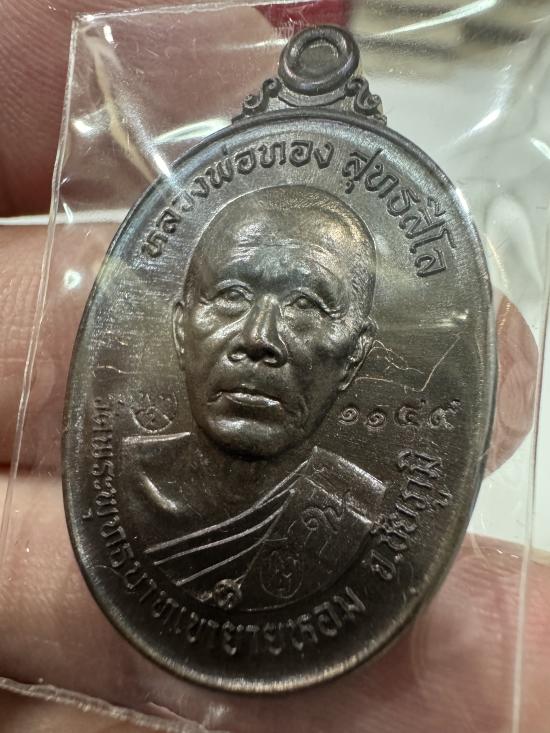 หลวงพ่อทอง สุทธสีโล
๑๑๕๙
วัดพระพุทธบาทเขายายหอม จ.ชัยภูมิ